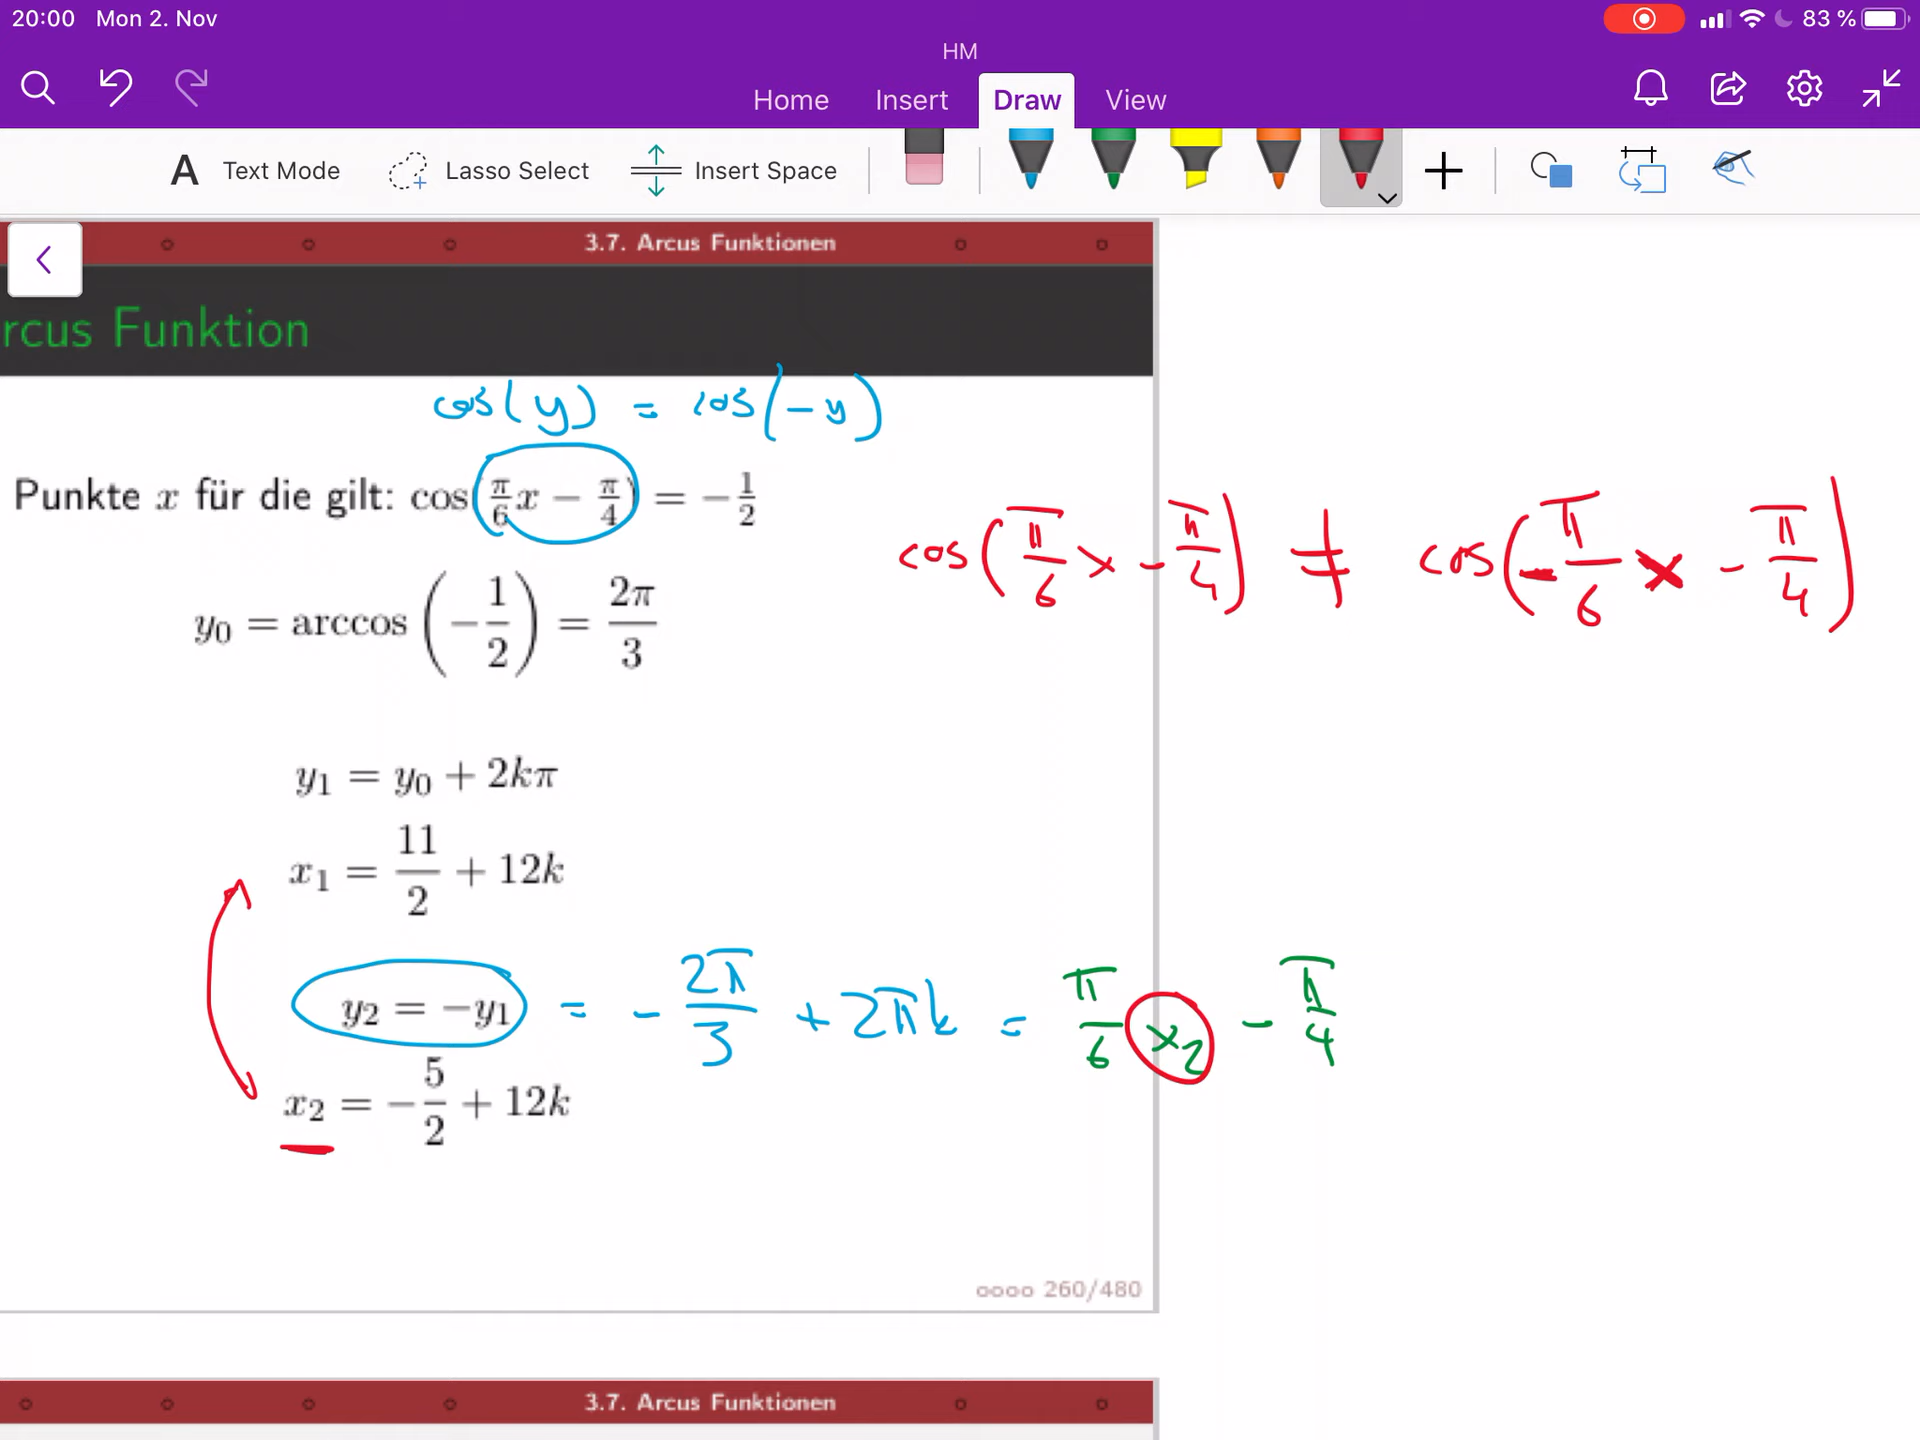 20:00 Mon 2. Nov 83 %
HM
Home Insert Draw View
A Text Mode Lasso Select Insert Space
3.7. Arcus Funktionen
rcus Funktion
cos(y) = cos(-y)
Punkte x für die gilt: cos(π/6 x − π/4) = −1/2
cos(π/6 x - π/4) ≠ cos(-π/6 x - π/4)
y₀ = arccos(−1/2) = 2π/3
y₁ = y₀ + 2kπ
x₁ = 11/2 + 12k
y₂ = −y₁ = - 2π/3 + 2πk = π/6 x₂ - π/4
x₂ = −5/2 + 12k
260/480
3.7. Arcus Funktionen